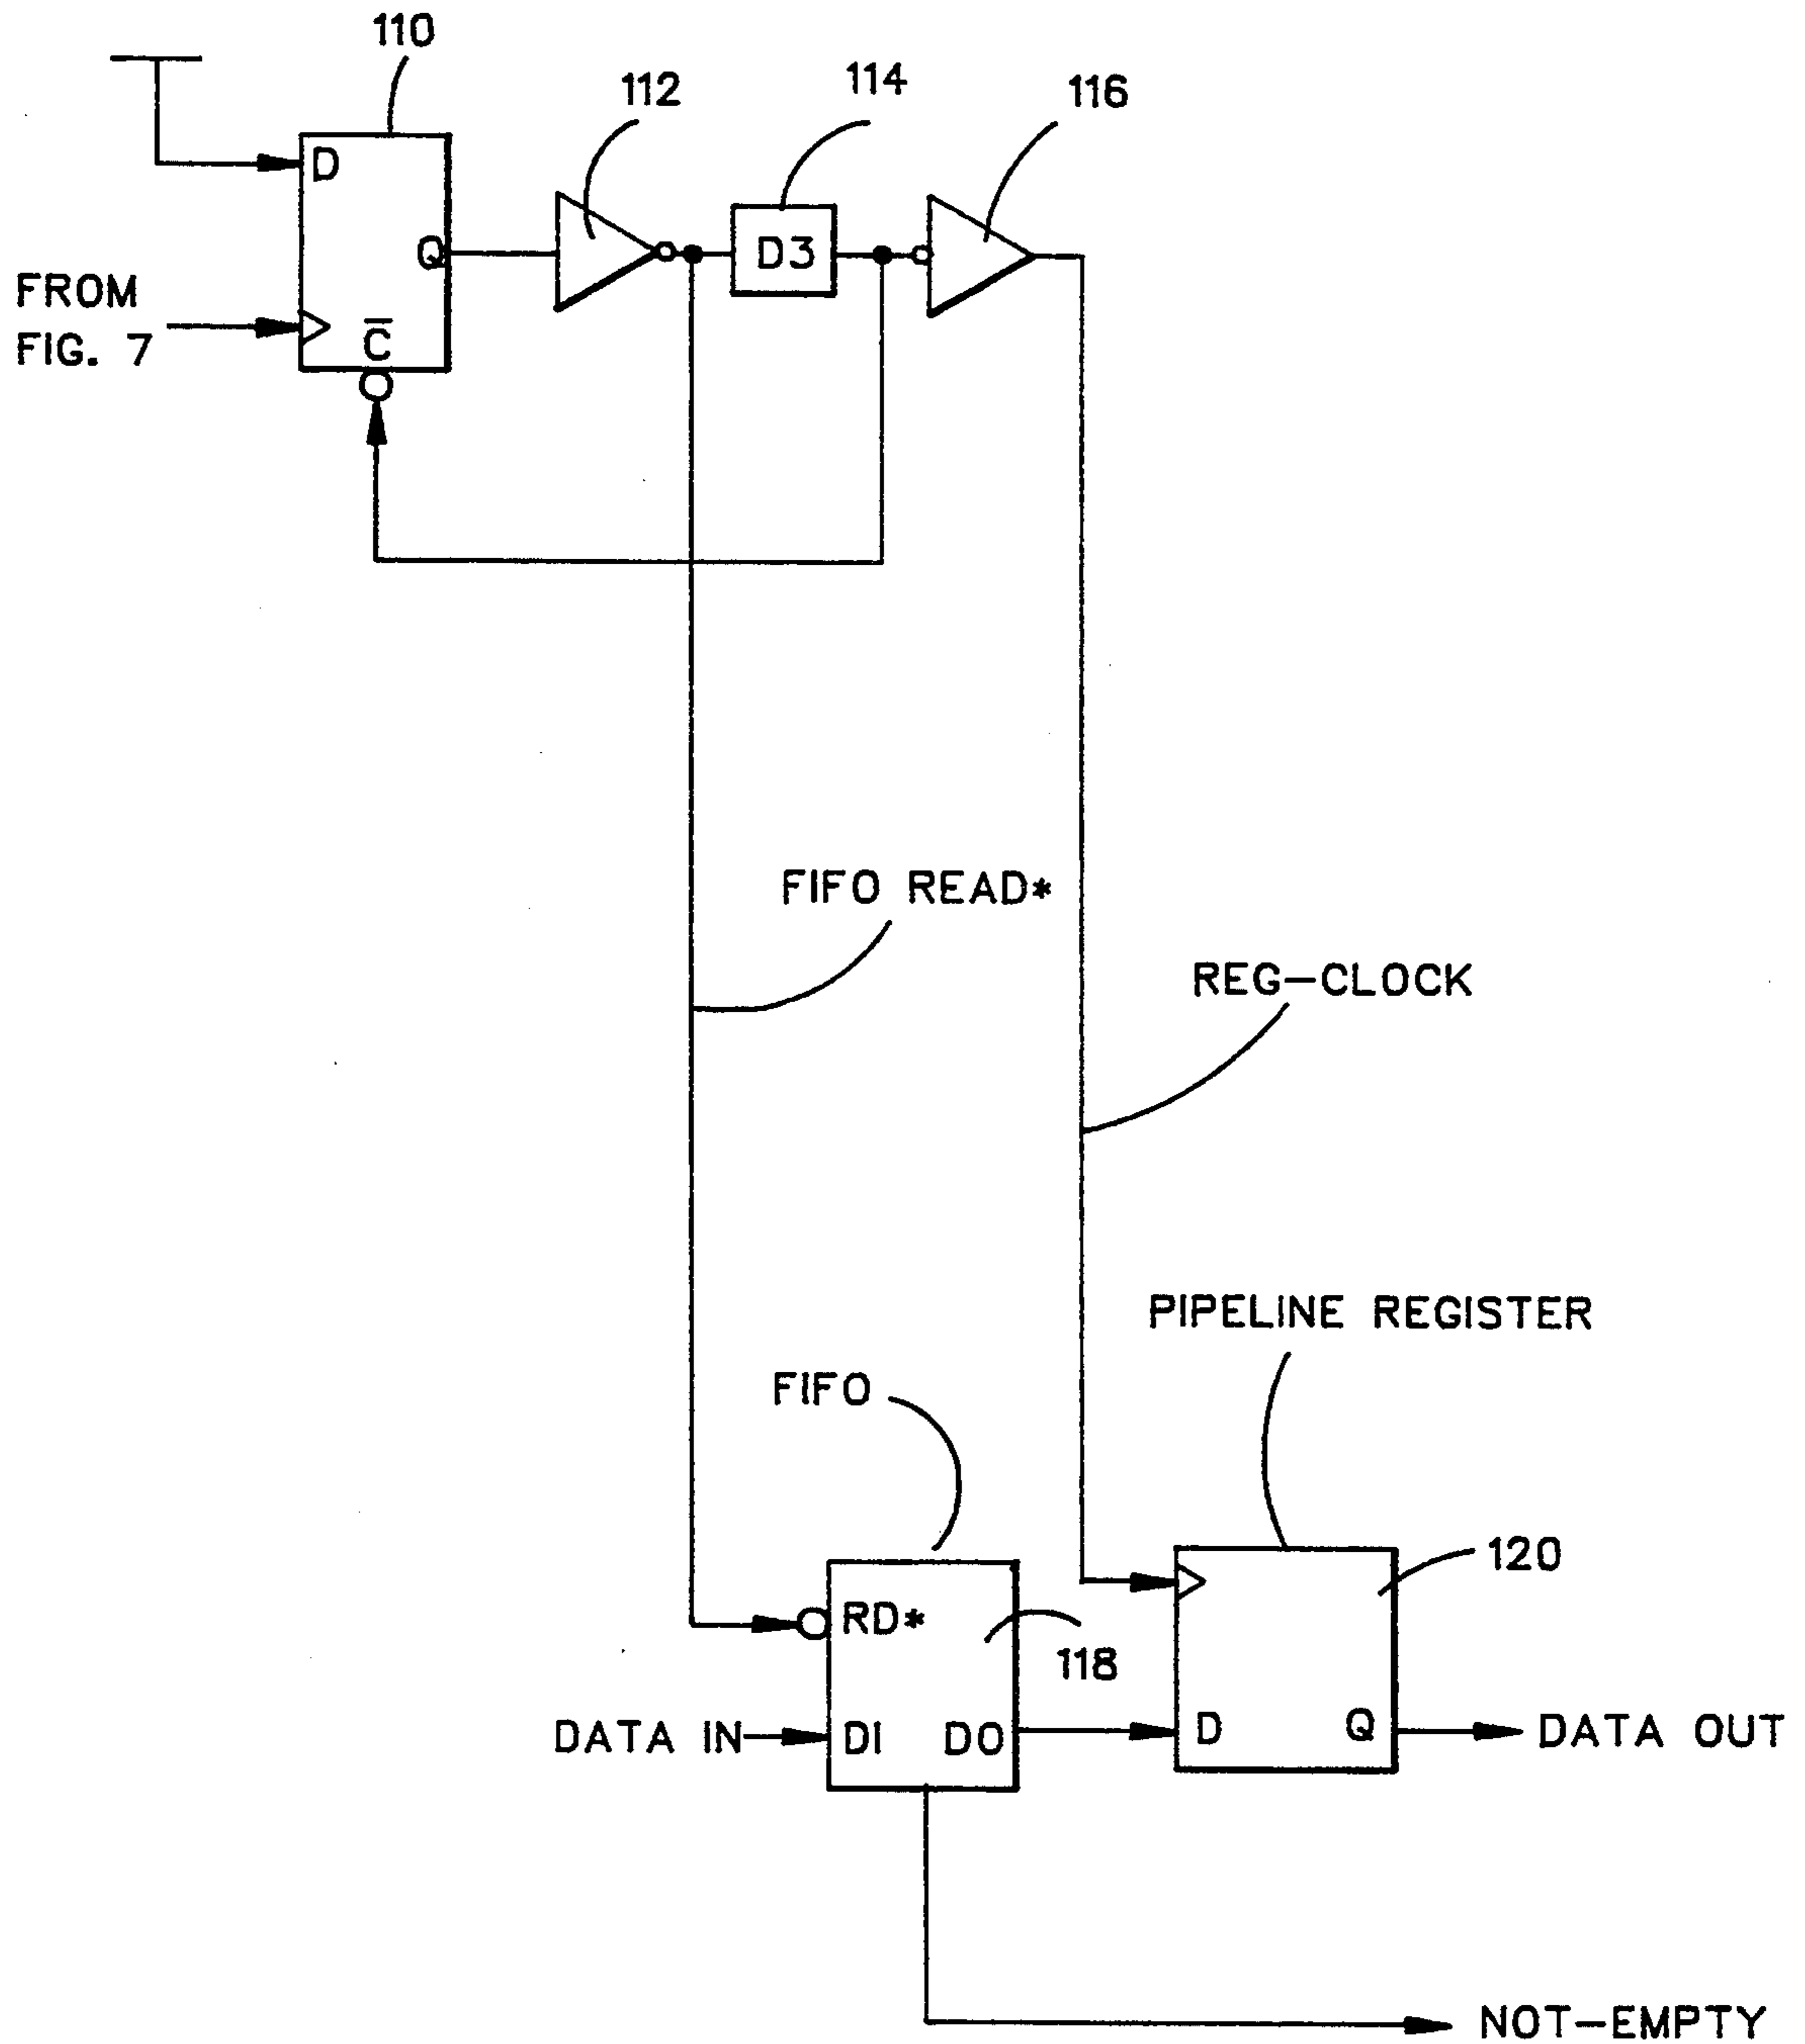 110
112
114
116
D
Q
D3
FROM
FIG. 7
C̅
FIFO READ*
REG-CLOCK
PIPELINE REGISTER
FIFO
120
RD*
118
DATA IN
DI
DO
D
Q
DATA OUT
NOT-EMPTY